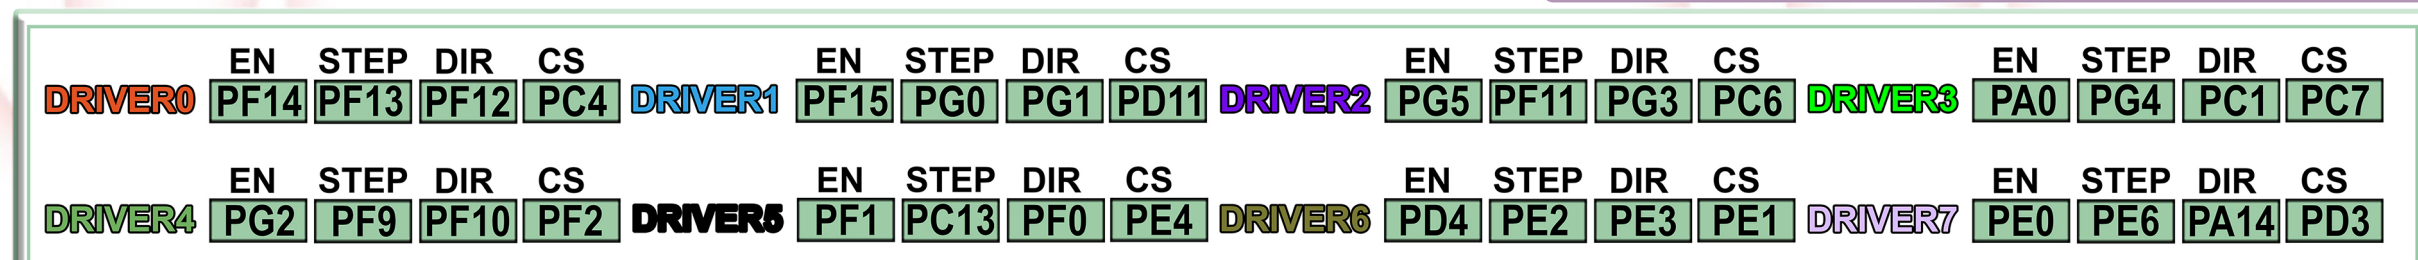 EN STEP DIR CS EN STEP DIR CS EN STEP DIR CS EN STEP DIR CS
DRIVER0 PF14 PF13 PF12 PC4 DRIVER1 PF15 PG0 PG1 PD11 DRIVER2 PG5 PF11 PG3 PC6 DRIVER3 PA0 PG4 PC1 PC7
EN STEP DIR CS EN STEP DIR CS EN STEP DIR CS EN STEP DIR CS
DRIVER4 PG2 PF9 PF10 PF2 DRIVER5 PF1 PC13 PF0 PE4 DRIVER6 PD4 PE2 PE3 PE1 DRIVER7 PE0 PE6 PA14 PD3